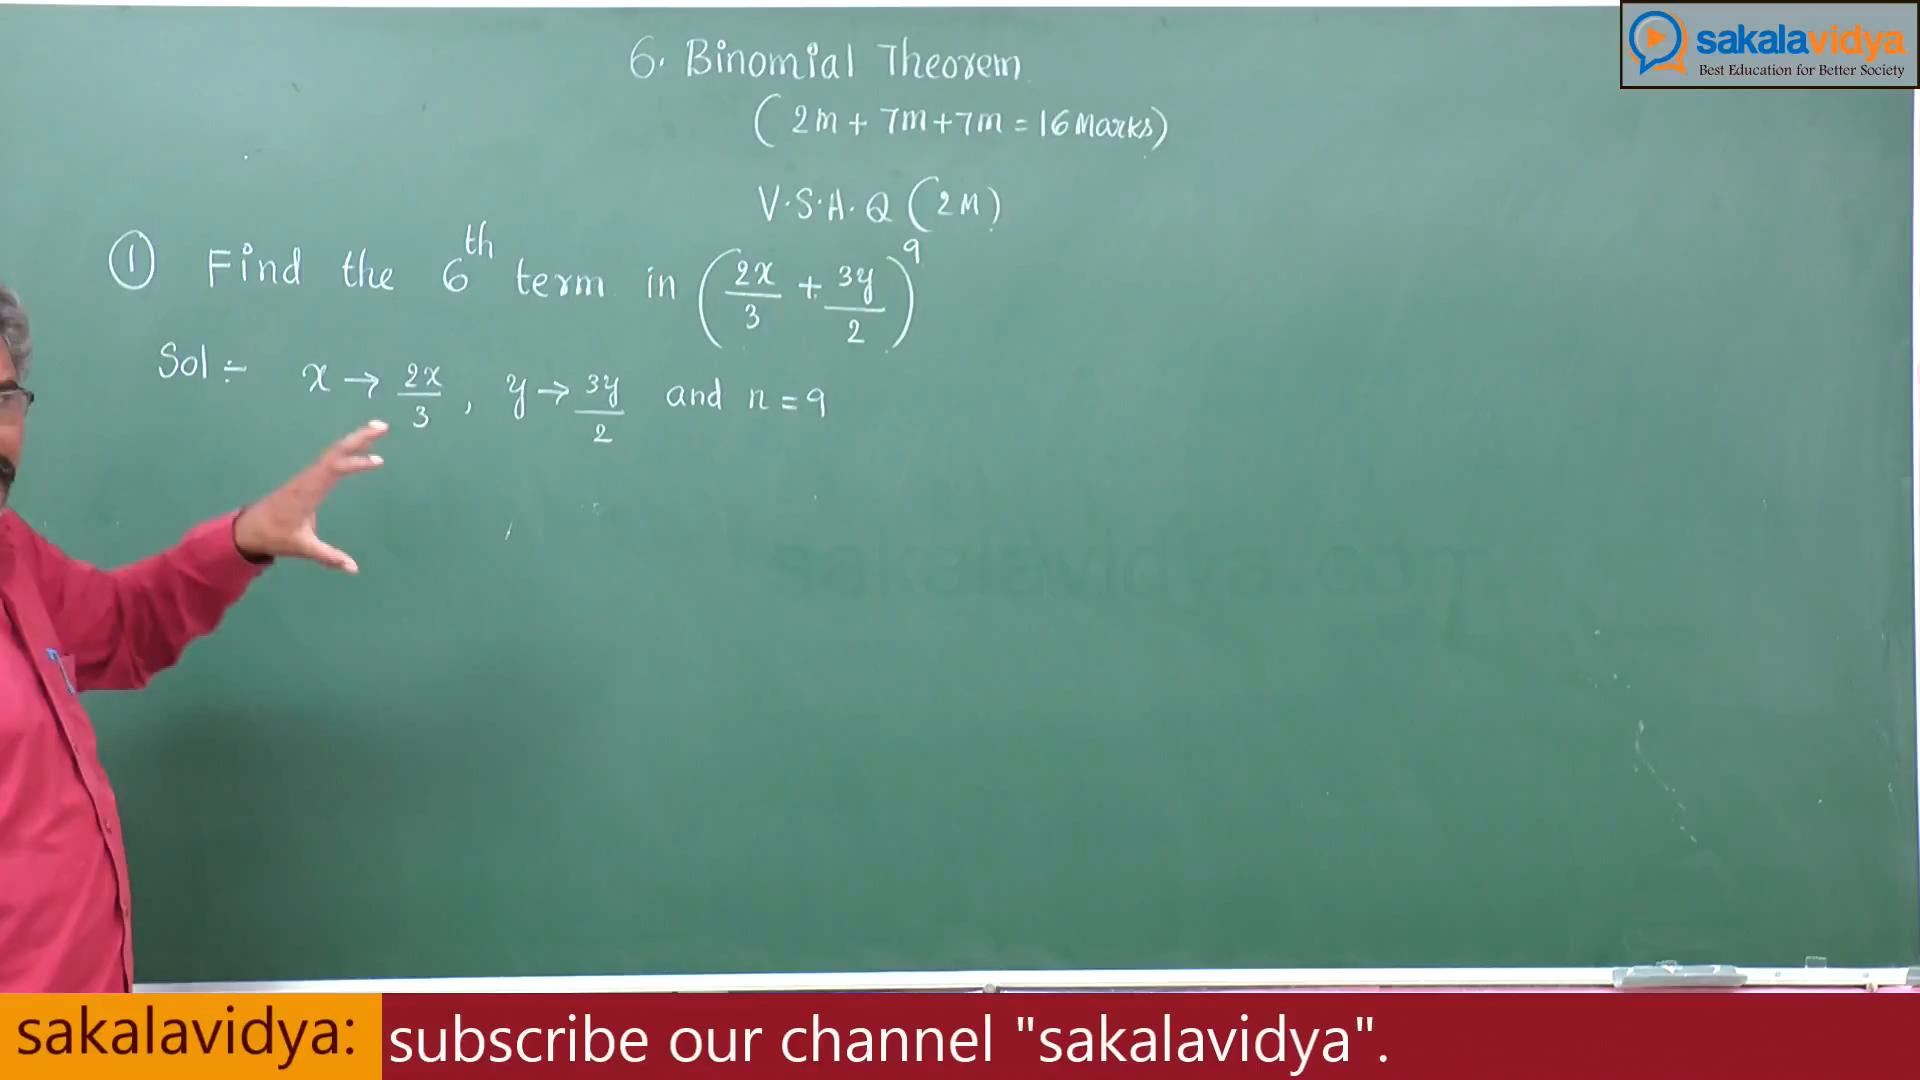 sakalavidya
Best Education for Better Society
6. Binomial Theorem
(2m + 7m + 7m = 16 Marks)
V.S.A.Q (2M)
① Find the 6th term in (2x/3 + 3y/2)^9
Sol ÷ x → 2x/3, y → 3y/2 and n = 9
sakalavidya.com
sakalavidya: subscribe our channel "sakalavidya".